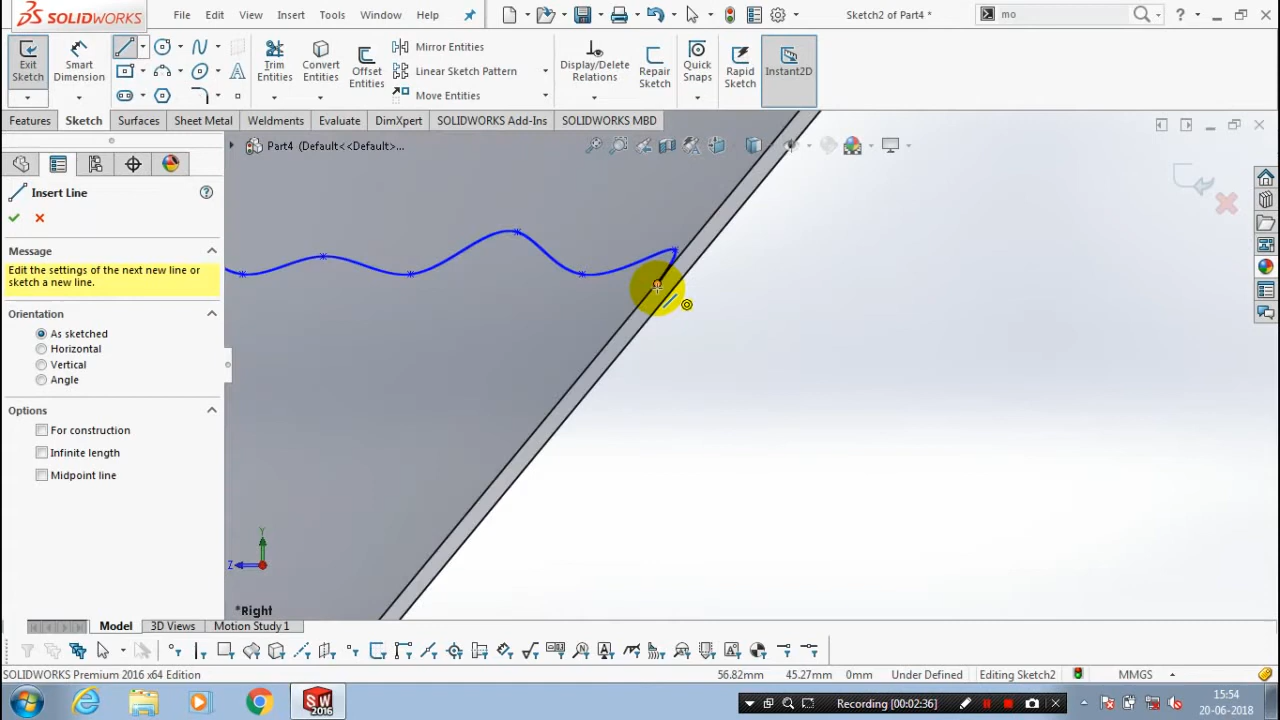 SOLIDWORKS File Edit View Insert Tools Window Help Sketch2 of Part4 * mo ?
Exit Sketch
Smart Dimension
Trim Entities
Convert Entities
Offset Entities
Mirror Entities
Linear Sketch Pattern
Move Entities
Display/Delete Relations
Repair Sketch
Quick Snaps
Rapid Sketch
Instant2D
Features Sketch Surfaces Sheet Metal Weldments Evaluate DimXpert SOLIDWORKS Add-Ins SOLIDWORKS MBD
Part4 (Default<<Default>...
Insert Line
Message
Edit the settings of the next new line or
sketch a new line.
Orientation
As sketched
Horizontal
Vertical
Angle
Options
For construction
Infinite length
Midpoint line
Y
Z
*Right
Model 3D Views Motion Study 1
SOLIDWORKS Premium 2016 x64 Edition 56.82mm 45.27mm 0mm Under Defined Editing Sketch2 MMGS
SW 2016
Recording [00:02:36]
15:54
20-06-2018